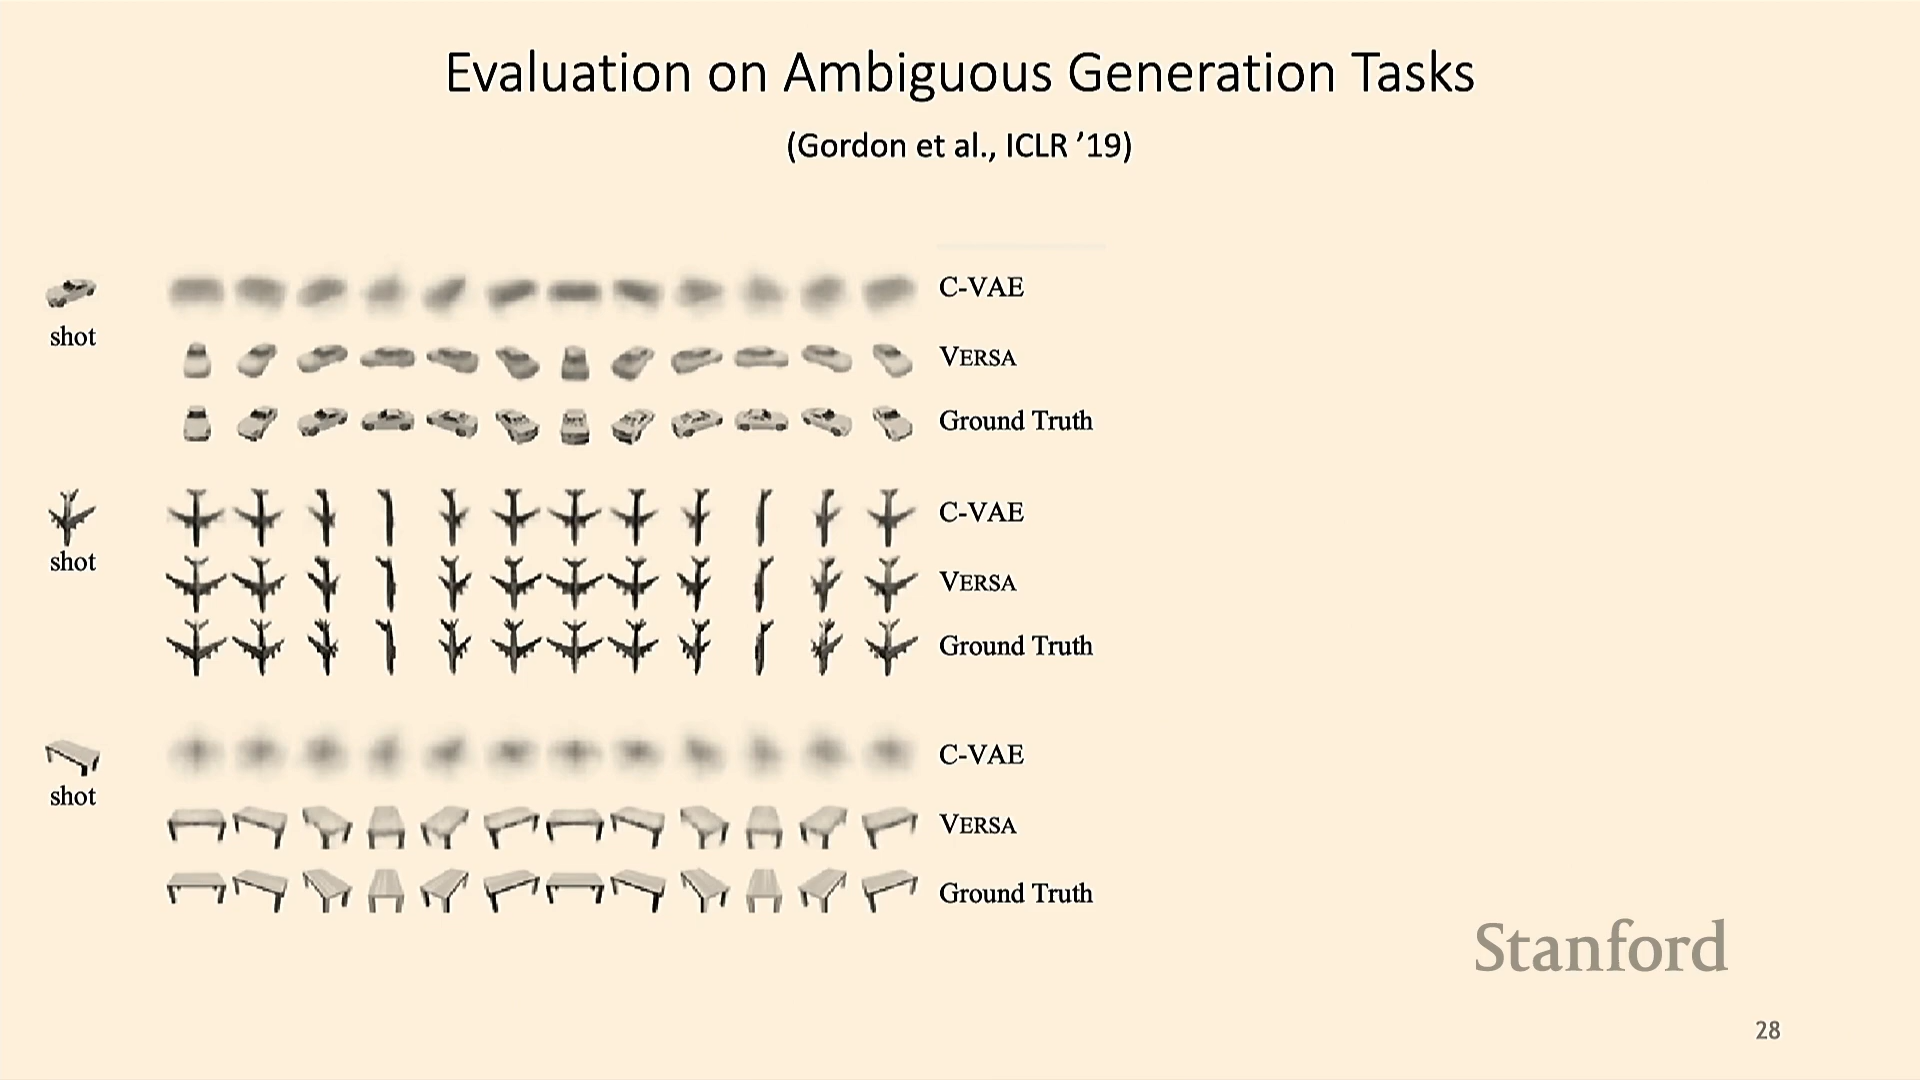 Evaluation on Ambiguous Generation Tasks
(Gordon et al., ICLR ’19)
C-VAE
shot
VERSA
Ground Truth
C-VAE
shot
VERSA
Ground Truth
C-VAE
shot
VERSA
Ground Truth
Stanford
28